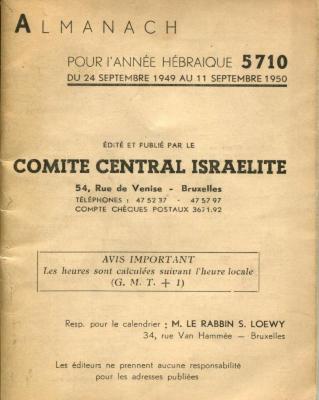 ALMANACH
POUR L'ANNÉE HÉBRAIQUE 5710
DU 24 SEPTEMBRE 1949 AU 11 SEPTEMBRE 1950
ÉDITÉ ET PUBLIÉ PAR LE
COMITE CENTRAL ISRAELITE
54, Rue de Venise - Bruxelles
TÉLÉPHONES : 47 52 37 - 47 57 97
COMPTE CHÈQUES POSTAUX 3671.92
AVIS IMPORTANT
Les heures sont calculées suivant l'heure locale
(G. M. T. + 1)
Resp. pour le calendrier : M. LE RABBIN S. LOEWY
34, rue Van Hammée — Bruxelles
Les éditeurs ne prennent aucune responsabilité
pour les adresses publiées